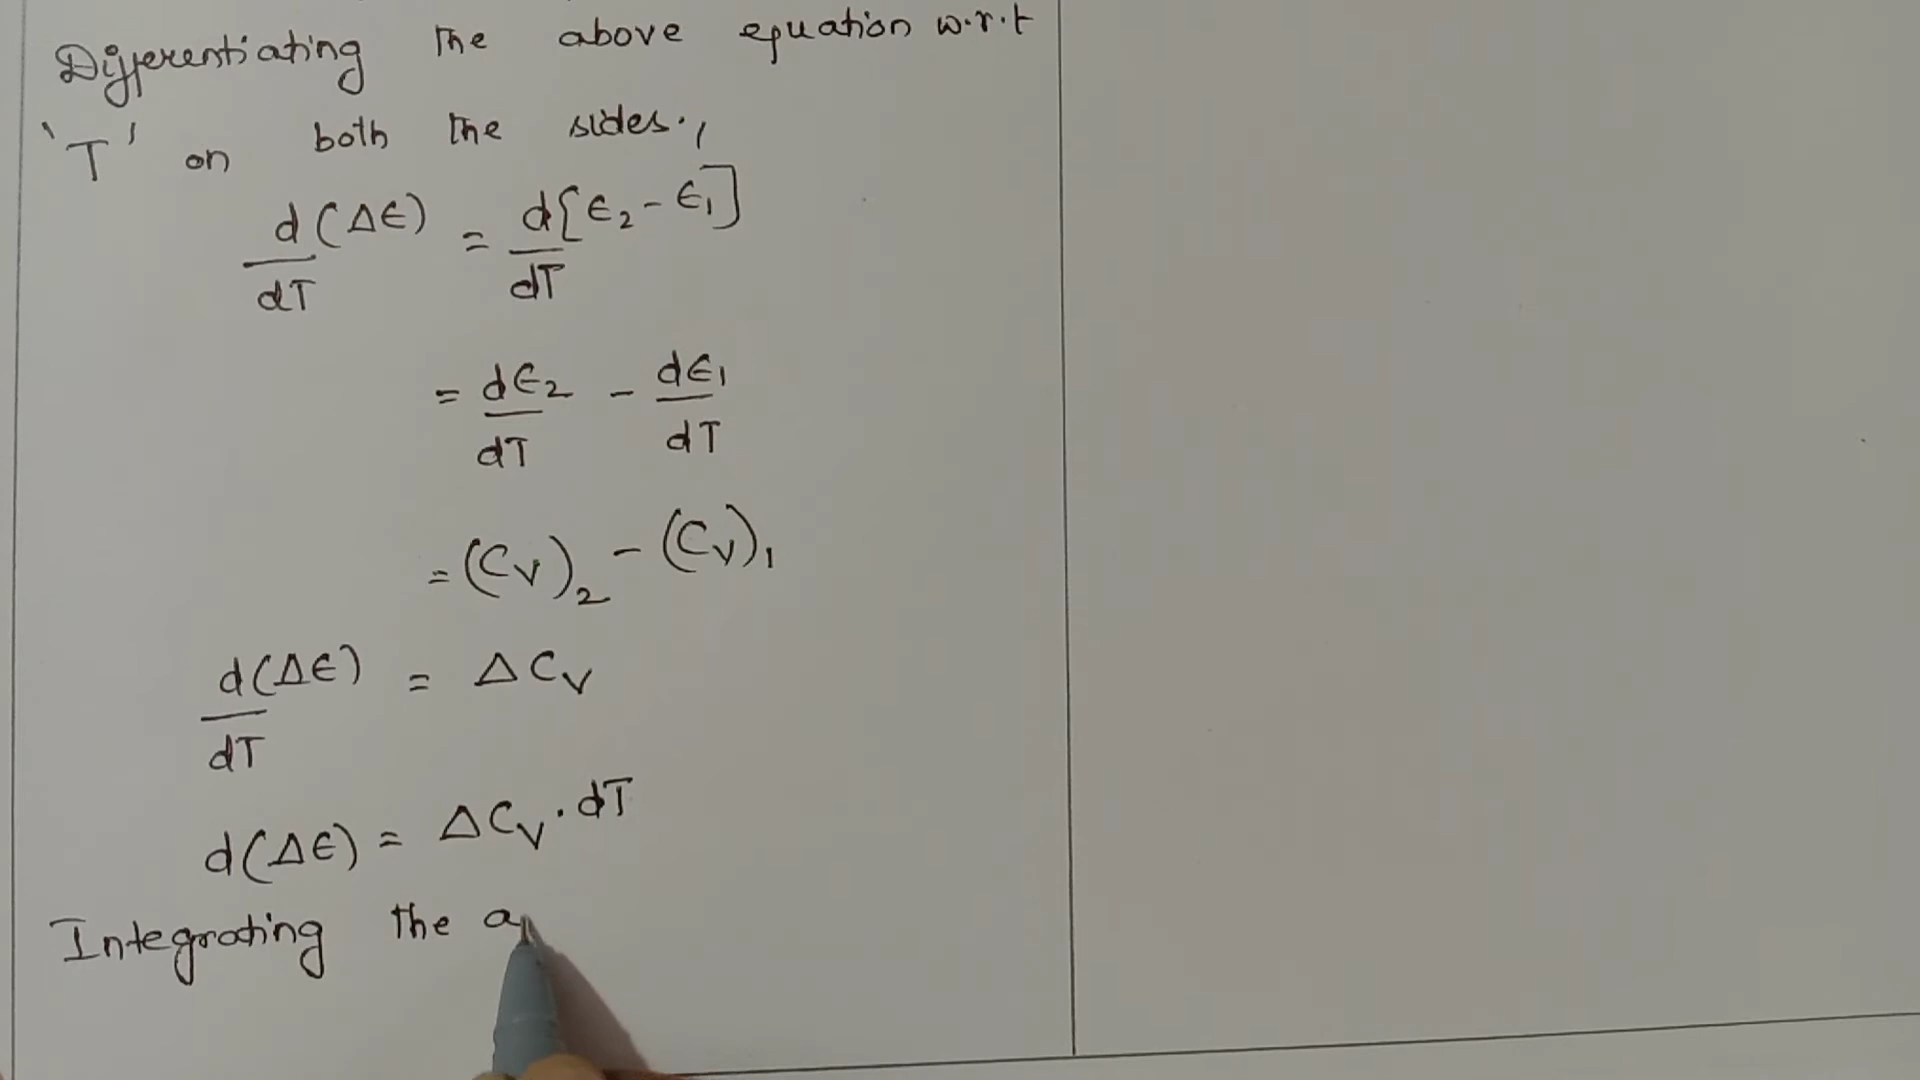 Differentiating the above equation w.r.t
'T' on both the sides.,
d(ΔE)/dT = d[E₂ - E₁]/dT
= dE₂/dT - dE₁/dT
= (Cv)₂ - (Cv)₁
d(ΔE)/dT = ΔCv
d(ΔE) = ΔCv · dT
Integrating the a